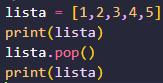 lista = [1,2,3,4,5]
print(lista)
lista.pop()
print(lista)